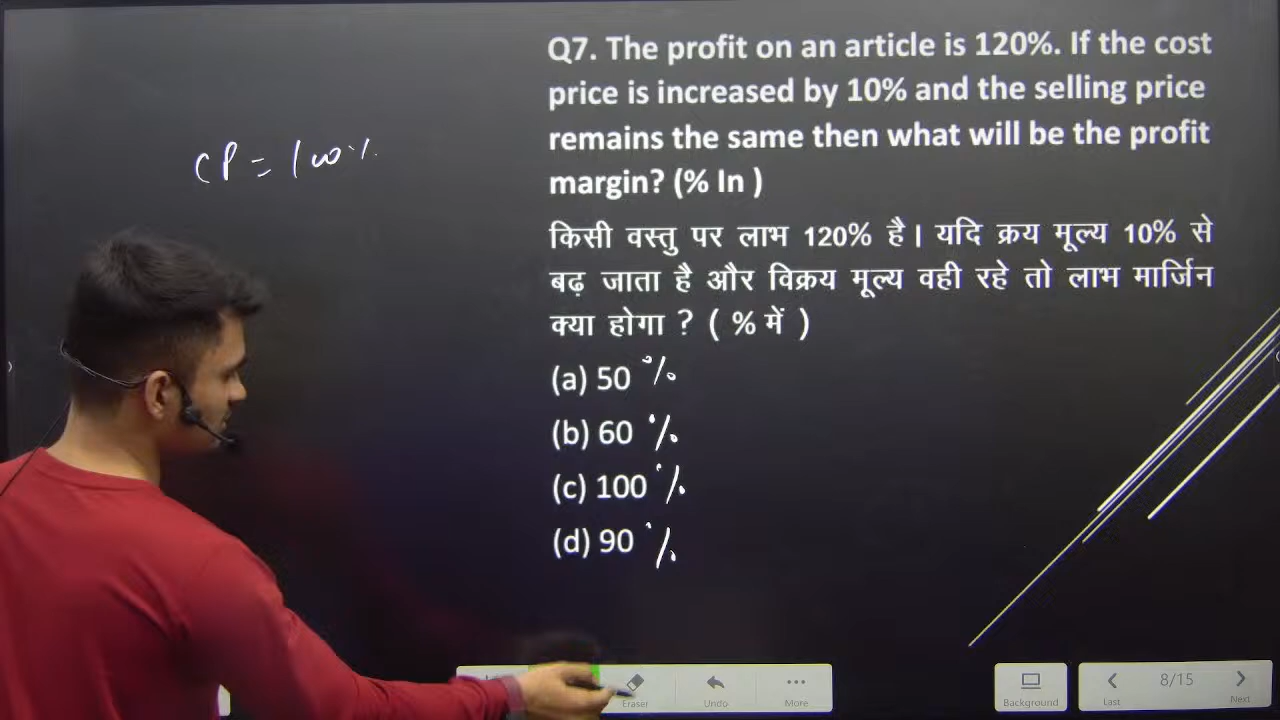 Q7. The profit on an article is 120%. If the cost
price is increased by 10% and the selling price
remains the same then what will be the profit
margin? (% In )
CP = 100%
किसी वस्तु पर लाभ 120% है। यदि क्रय मूल्य 10% से
बढ़ जाता है और विक्रय मूल्य वही रहे तो लाभ मार्जिन
क्या होगा ? ( % में )
(a) 50 %
(b) 60 %
(c) 100 %
(d) 90 %
Eraser
Undo
More
Background
Last
8/15
Next